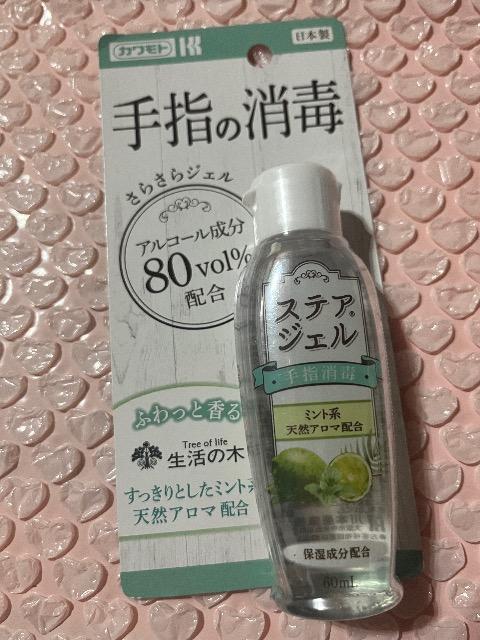 カワモト
日本製
手指の消毒
さらさらジェル
アルコール成分
80vol%
配合
ふわっと香る
Tree of life
生活の木
すっきりとしたミント系
天然アロマ配合
ステア®
ジェル
手指消毒
ミント系
天然アロマ配合
保湿成分配合
60mL